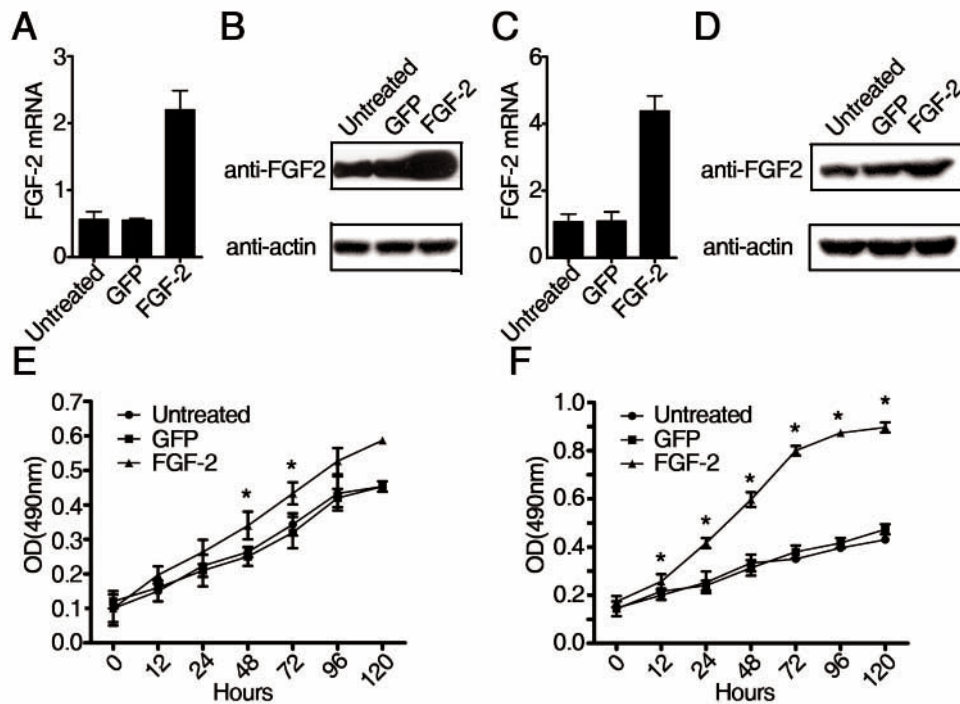 A
FGF-2 mRNA
3
2
1
0
Untreated
GFP
FGF-2
B
Untreated
GFP
FGF-2
anti-FGF2
anti-actin
C
FGF-2 mRNA
6
4
2
0
Untreated
GFP
FGF-2
D
Untreated
GFP
FGF-2
anti-FGF2
anti-actin
E
OD(490nm)
0.7
0.6
0.5
0.4
0.3
0.2
0.1
0.0
Untreated
GFP
FGF-2
* *
0 12 24 48 72 96 120
Hours
F
OD(490nm)
1.0
0.8
0.6
0.4
0.2
0.0
Untreated
GFP
FGF-2
* * * * * *
0 12 24 48 72 96 120
Hours